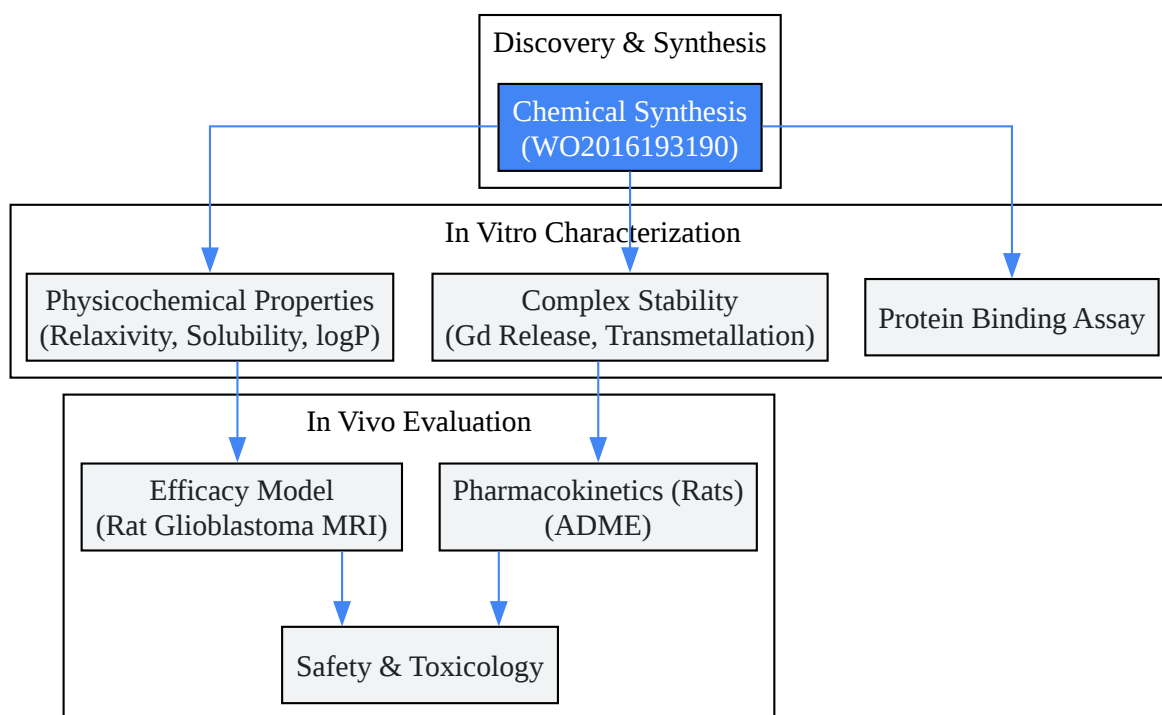 Discovery & Synthesis
Chemical Synthesis
(WO2016193190)
In Vitro Characterization
Physicochemical Properties
(Relaxivity, Solubility, logP)
Complex Stability
(Gd Release, Transmetallation)
Protein Binding Assay
In Vivo Evaluation
Efficacy Model
(Rat Glioblastoma MRI)
Pharmacokinetics (Rats)
(ADME)
Safety & Toxicology